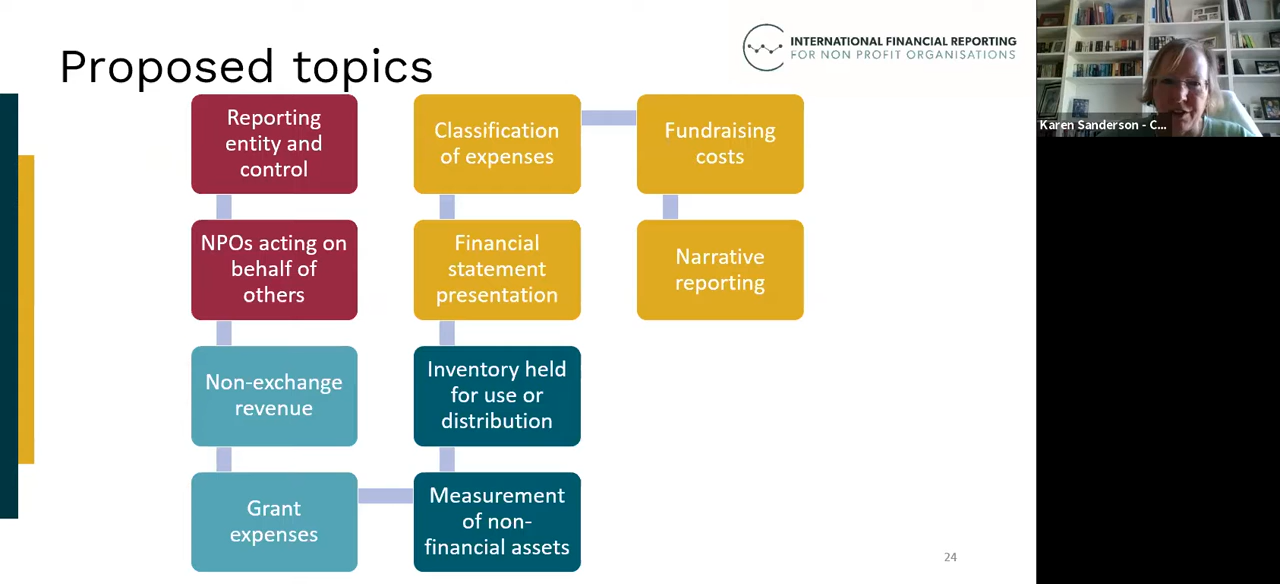 Proposed topics
INTERNATIONAL FINANCIAL REPORTING
FOR NON PROFIT ORGANISATIONS
Reporting
entity and
control
NPOs acting on
behalf of
others
Non-exchange
revenue
Grant
expenses
Measurement
of non-
financial assets
Inventory held
for use or
distribution
Financial
statement
presentation
Classification
of expenses
Fundraising
costs
Narrative
reporting
24
Karen Sanderson - C...